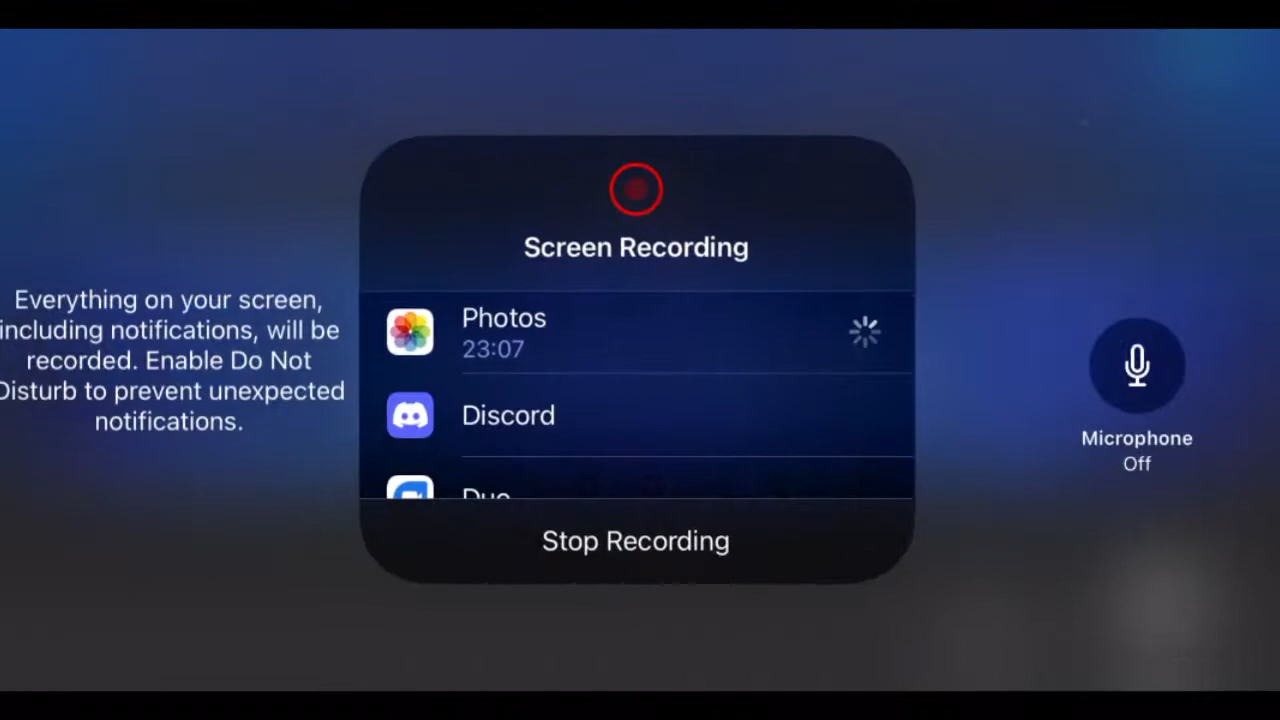 Screen Recording
Everything on your screen,
including notifications, will be
recorded. Enable Do Not
Disturb to prevent unexpected
notifications.
Photos
23:07
Discord
Duo
Stop Recording
Microphone
Off